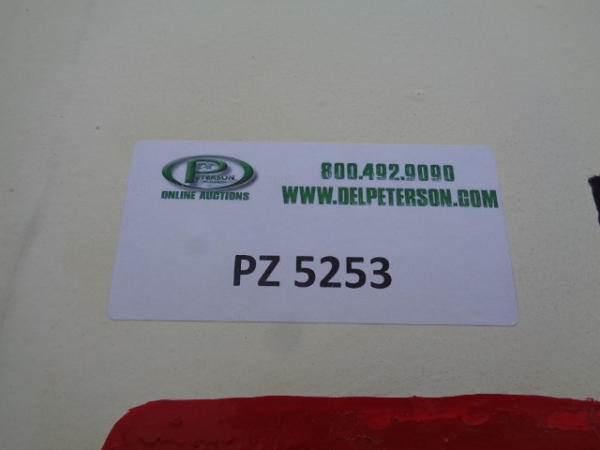 PETERSON
ONLINE AUCTIONS
800.492.9090
WWW.DELPETERSON.COM
PZ 5253